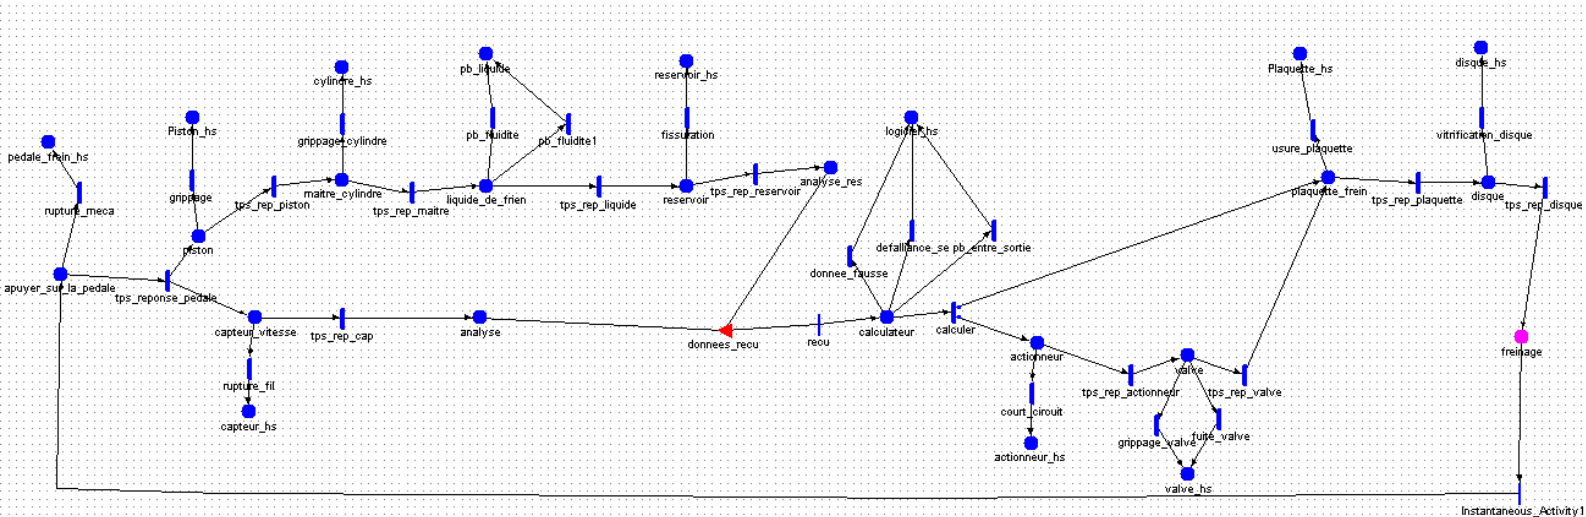 pb_liquide
Plaquette_hs
disque_hs
cylindre_hs
reservoir_hs
Piston_hs
pb_fluidite
pb_fluidite1
fissuration
logiciel_hs
vitrification_disque
grippage_cylindre
usure_plaquette
pedale_frein_hs
analyse_res
grippage
maitre_cylindre
tps_rep_maitre
liquide_de_frien
tps_rep_liquide
reservoir
tps_rep_reservoir
plaquette_frein
tps_rep_plaquette
disque
tps_rep_disque
rupture_meca
tps_rep_piston
piston
defaillance_se
pb_entre_sortie
donnee_fausse
apuyer_sur_la_pedale
tps_reponse_pedale
capteur_vitesse
tps_rep_cap
analyse
donnees_recu
recu
calculateur
calculer
actionneur
valve
freinage
rupture_fil
tps_rep_actionneur
tps_rep_valve
court_circuit
capteur_hs
grippage_valve
fuite_valve
actionneur_hs
valve_hs
Instantaneous_Activity1